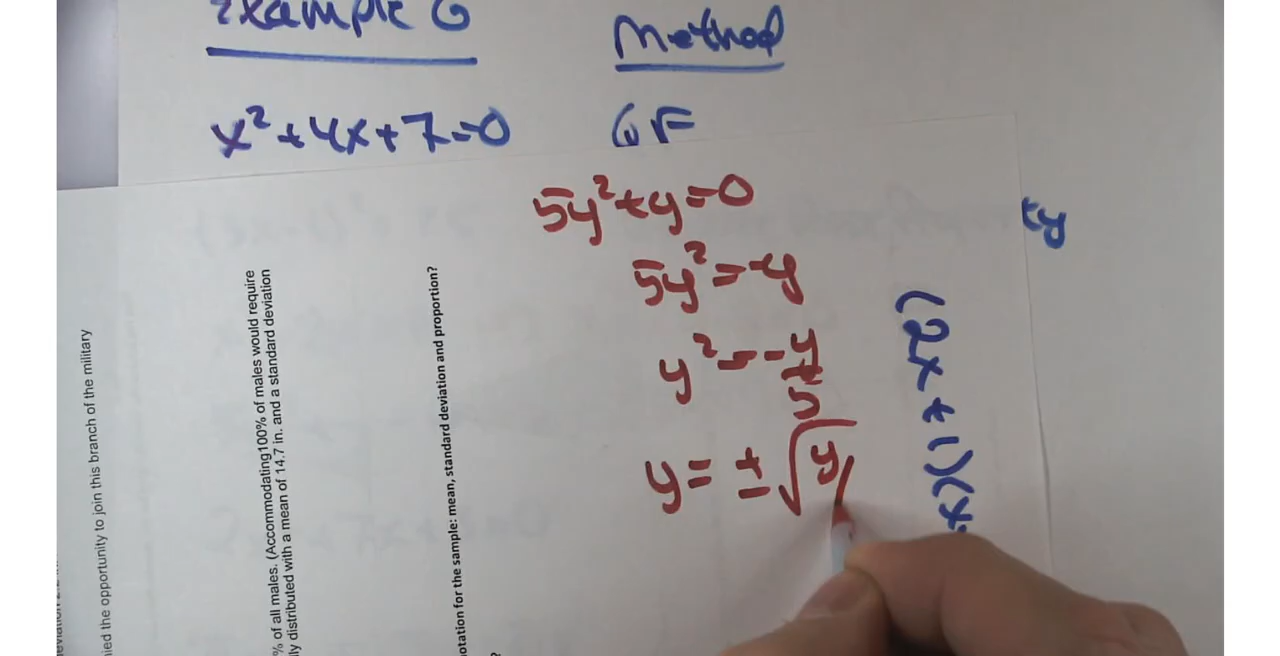 Example 6
Method
x²+4x+7=0
QF
5y²+y=0
5y²=-y
y²=-y/5
y=±√y/
ty
(2x+1)(x
ied the opportunity to join this branch of the military
% of all males. (Accommodating100% of males would require
ly distributed with a mean of 14.7 in. and a standard deviation
otation for the sample: mean, standard deviation and proportion?
?